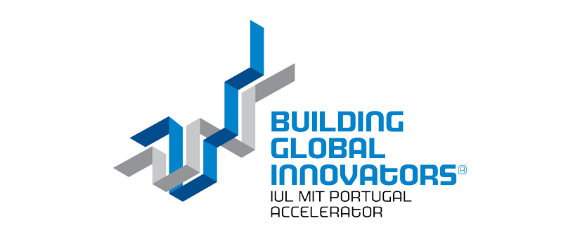 BUILDING
GLOBAL
INNOVATORS®
IUL MIT PORTUGAL
ACCELERATOR